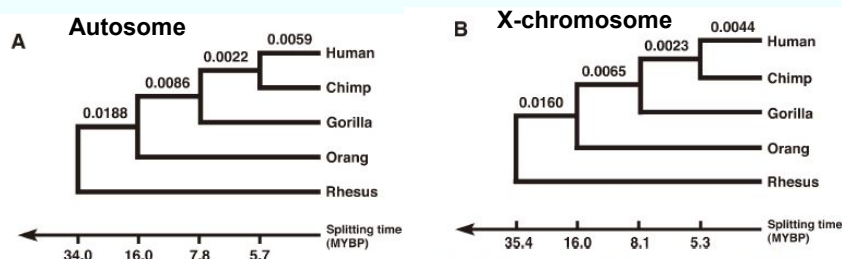 A
Autosome
0.0059
0.0022
0.0086
0.0188
Human
Chimp
Gorilla
Orang
Rhesus
Splitting time
(MYBP)
34.0 16.0 7.8 5.7
B
X-chromosome
0.0044
0.0023
0.0065
0.0160
Human
Chimp
Gorilla
Orang
Rhesus
Splitting time
(MYBP)
35.4 16.0 8.1 5.3